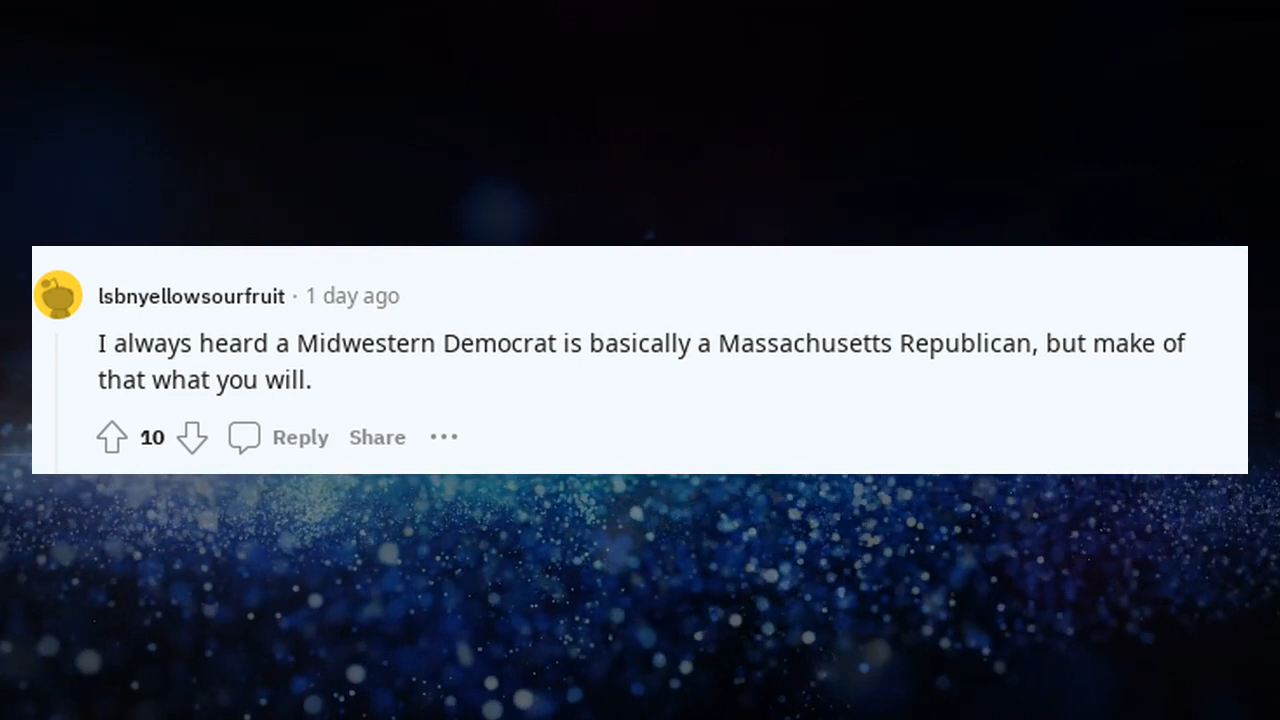 lsbnyellowsourfruit · 1 day ago
I always heard a Midwestern Democrat is basically a Massachusetts Republican, but make of
that what you will.
10 Reply Share